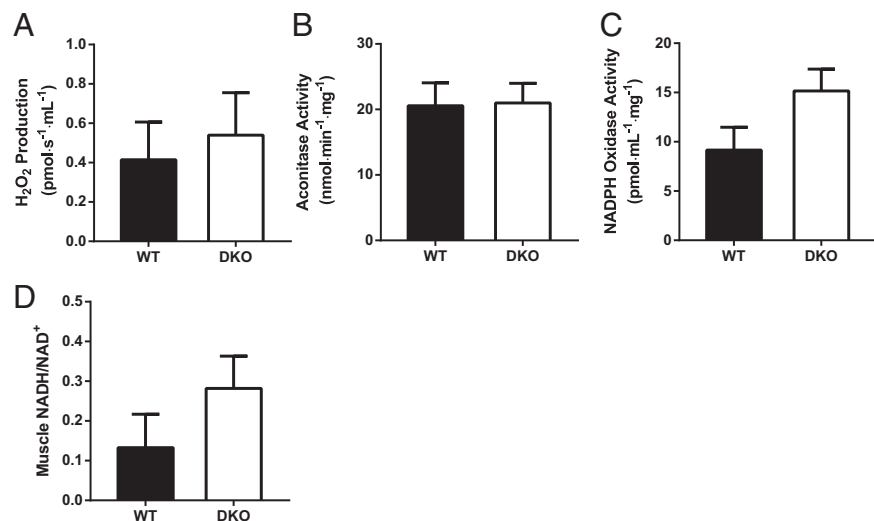 A
H₂O₂ Production
(pmol·s⁻¹·mL⁻¹)
1.0
0.8
0.6
0.4
0.2
0.0
WT DKO
B
Aconitase Activity
(nmol·min⁻¹·mg⁻¹)
30
20
10
0
WT DKO
C
NADPH Oxidase Activity
(pmol·mL⁻¹·mg⁻¹)
20
15
10
5
0
WT DKO
D
Muscle NADH/NAD⁺
0.5
0.4
0.3
0.2
0.1
0.0
WT DKO